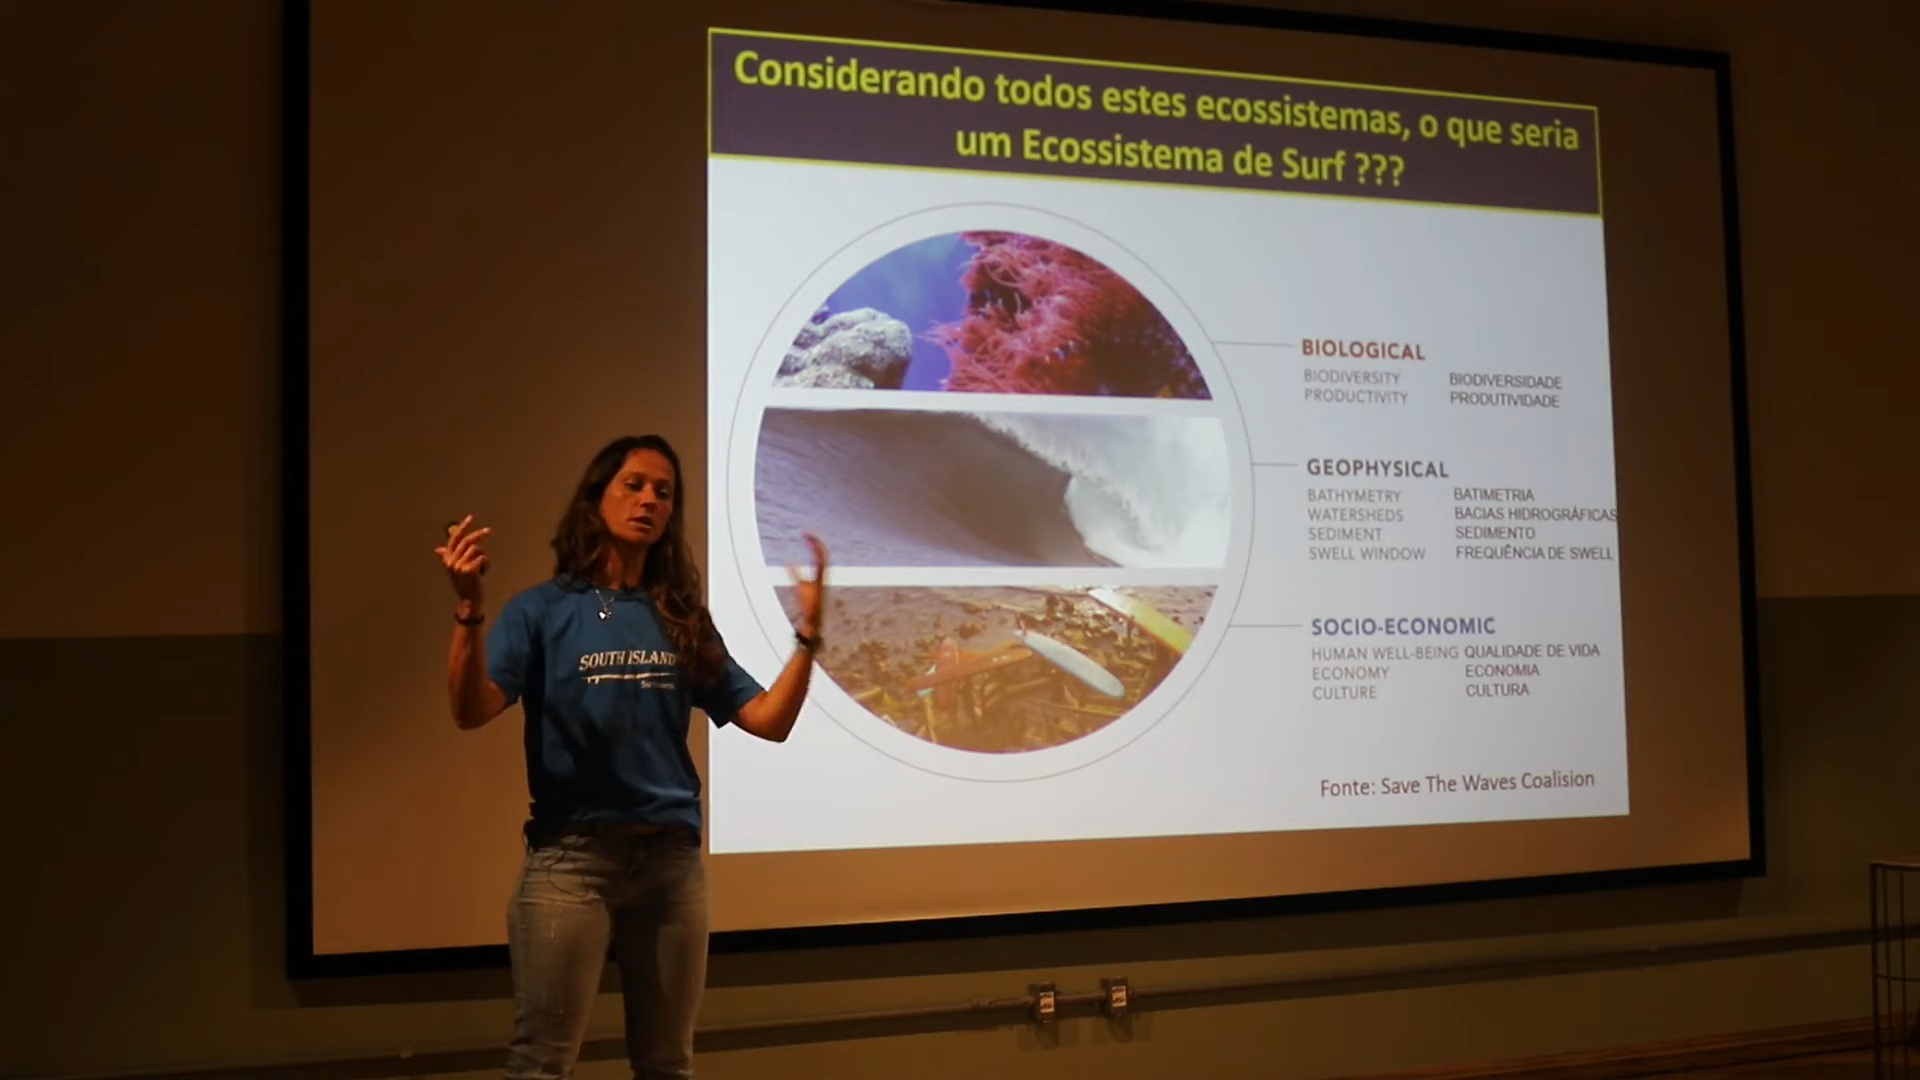 Considerando todos estes ecossistemas, o que seria
um Ecossistema de Surf ???
BIOLOGICAL
BIODIVERSITY BIODIVERSIDADE
PRODUCTIVITY PRODUTIVIDADE
GEOPHYSICAL
BATHYMETRY BATIMETRIA
WATERSHEDS BACIAS HIDROGRÁFICAS
SEDIMENT SEDIMENTO
SWELL WINDOW FREQUÊNCIA DE SWELL
SOCIO-ECONOMIC
HUMAN WELL-BEING QUALIDADE DE VIDA
ECONOMY ECONOMIA
CULTURE CULTURA
Fonte: Save The Waves Coalision
SOUTH ISLAND